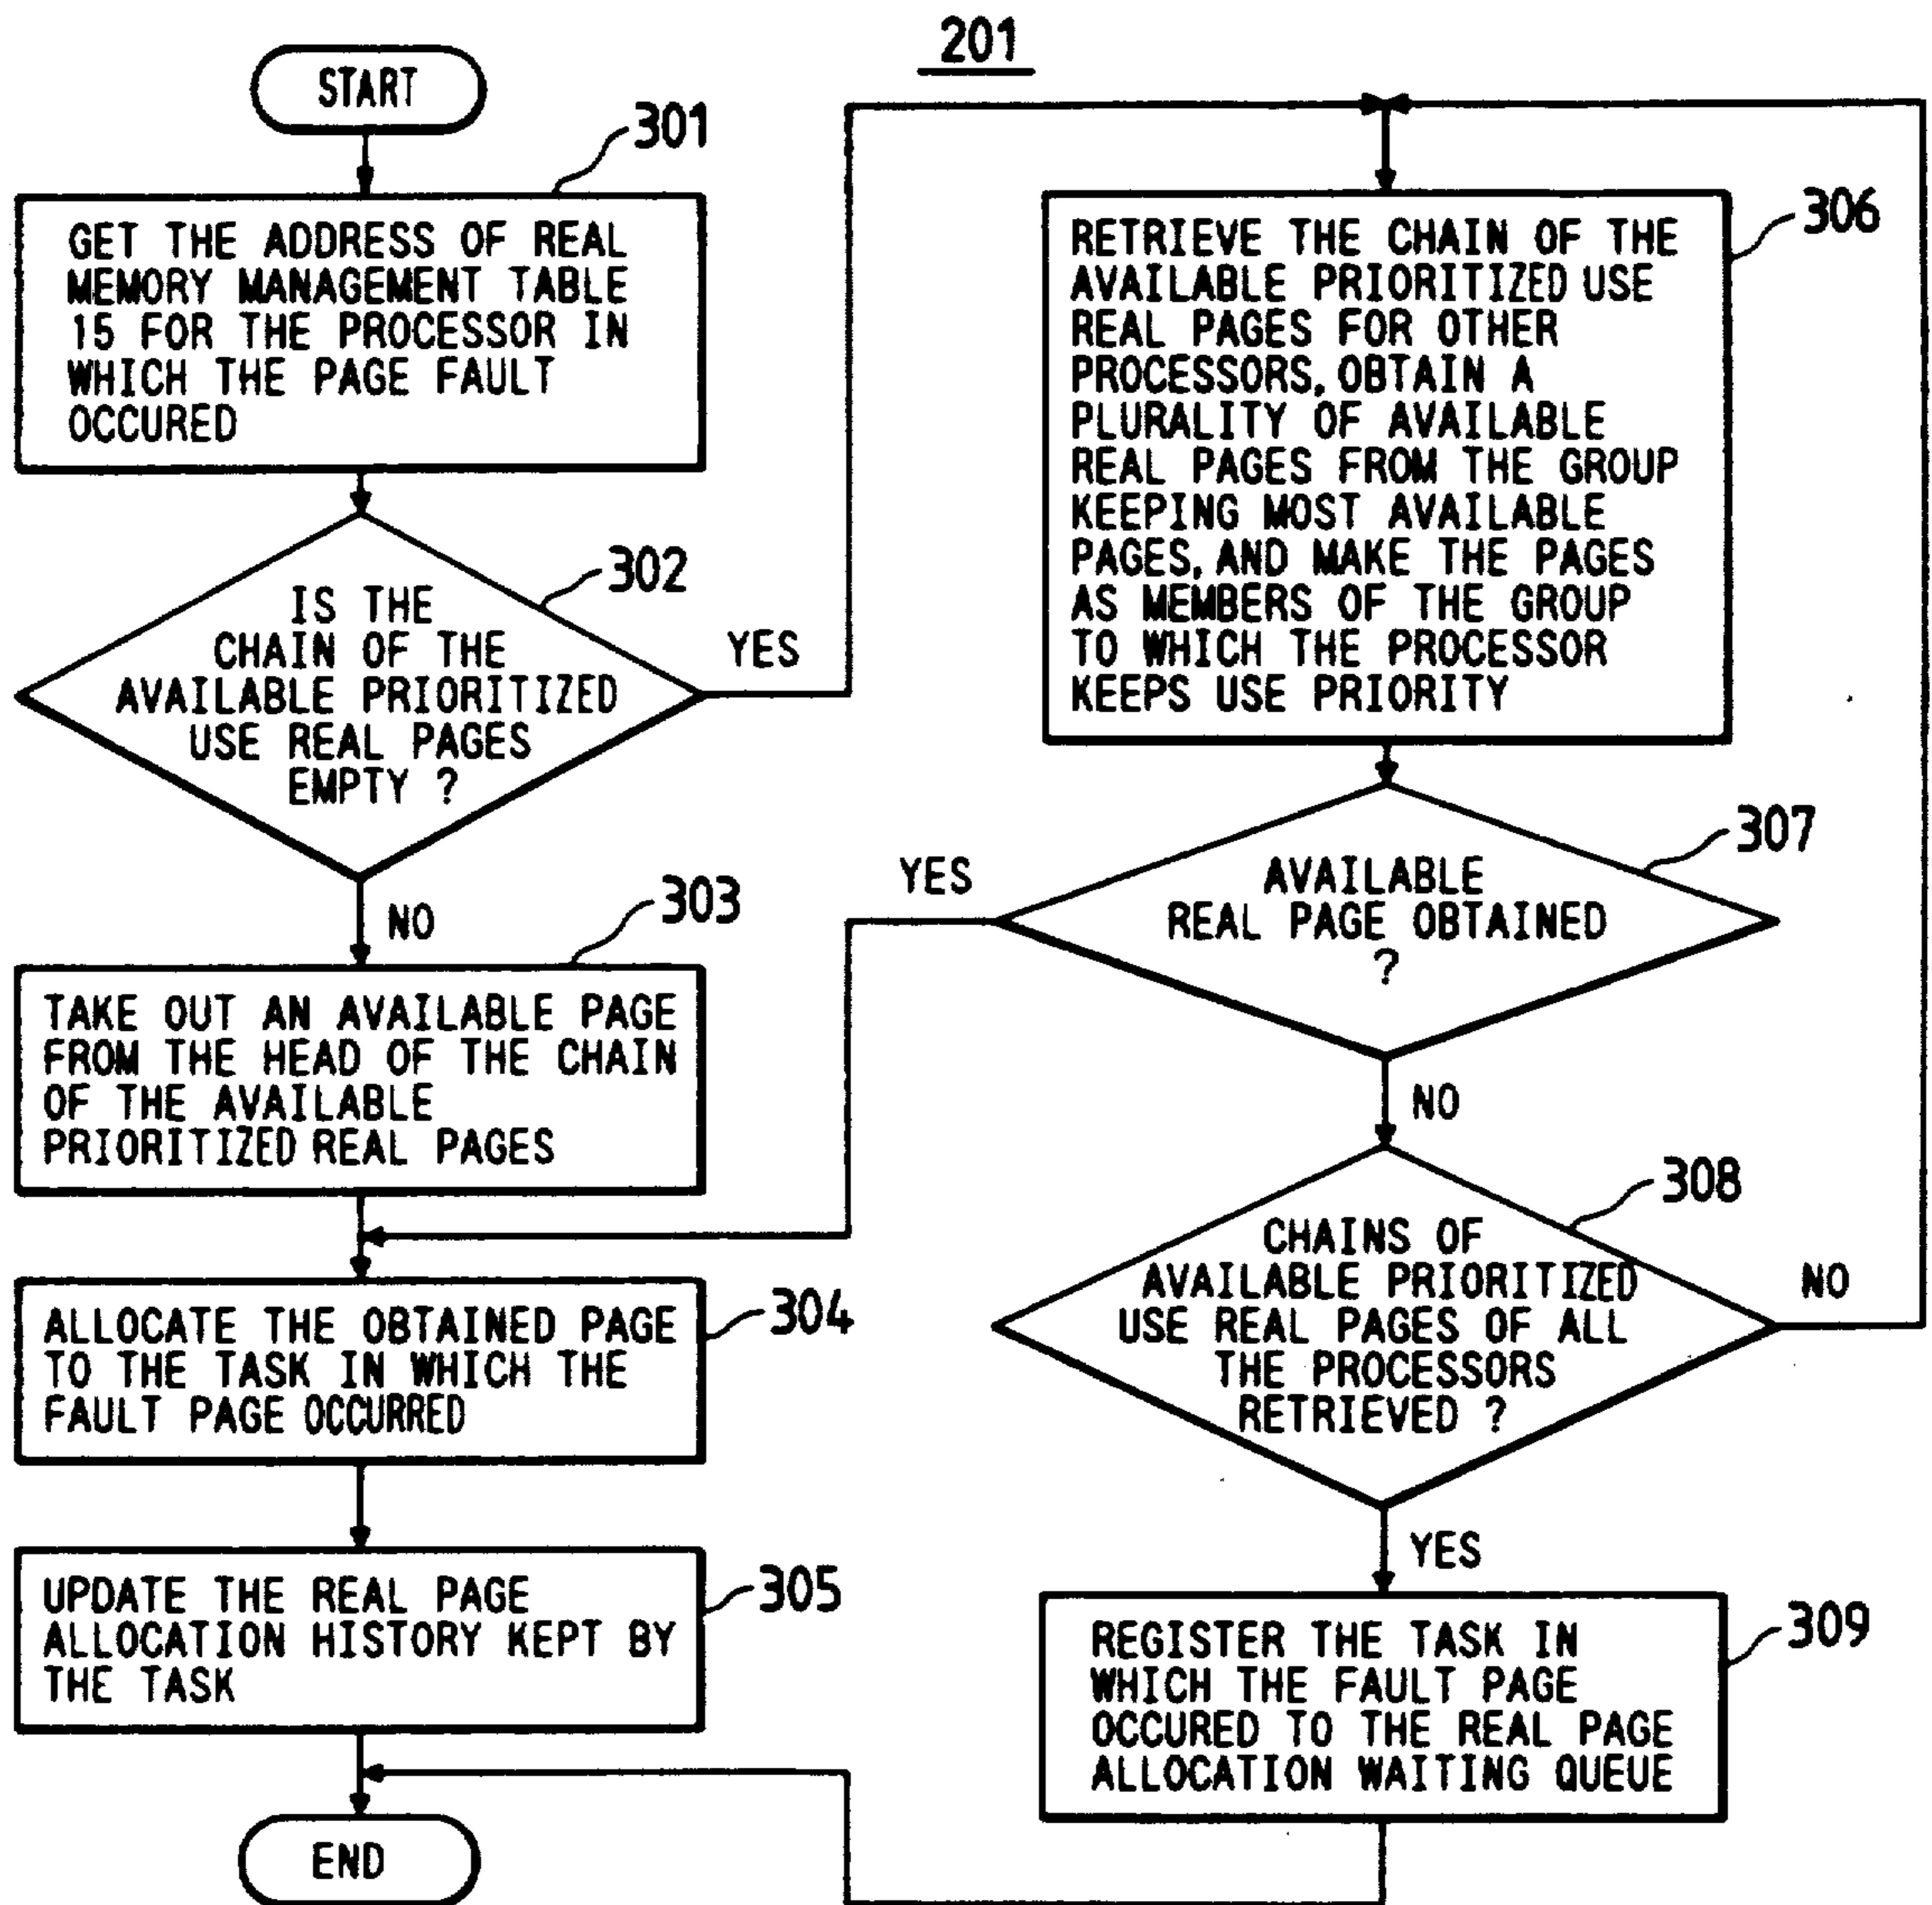 201
START
301
GET THE ADDRESS OF REAL
MEMORY MANAGEMENT TABLE
15 FOR THE PROCESSOR IN
WHICH THE PAGE FAULT
OCCURED
302
IS THE
CHAIN OF THE
AVAILABLE PRIORITIZED
USE REAL PAGES
EMPTY ?
YES
NO
303
TAKE OUT AN AVAILABLE PAGE
FROM THE HEAD OF THE CHAIN
OF THE AVAILABLE
PRIORITIZED REAL PAGES
304
ALLOCATE THE OBTAINED PAGE
TO THE TASK IN WHICH THE
FAULT PAGE OCCURRED
305
UPDATE THE REAL PAGE
ALLOCATION HISTORY KEPT BY
THE TASK
END
306
RETRIEVE THE CHAIN OF THE
AVAILABLE PRIORITIZED USE
REAL PAGES FOR OTHER
PROCESSORS, OBTAIN A
PLURALITY OF AVAILABLE
REAL PAGES FROM THE GROUP
KEEPING MOST AVAILABLE
PAGES, AND MAKE THE PAGES
AS MEMBERS OF THE GROUP
TO WHICH THE PROCESSOR
KEEPS USE PRIORITY
307
YES
AVAILABLE
REAL PAGE OBTAINED
?
NO
308
CHAINS OF
AVAILABLE PRIORITIZED
USE REAL PAGES OF ALL
THE PROCESSORS
RETRIEVED ?
NO
YES
309
REGISTER THE TASK IN
WHICH THE FAULT PAGE
OCCURED TO THE REAL PAGE
ALLOCATION WAITING QUEUE